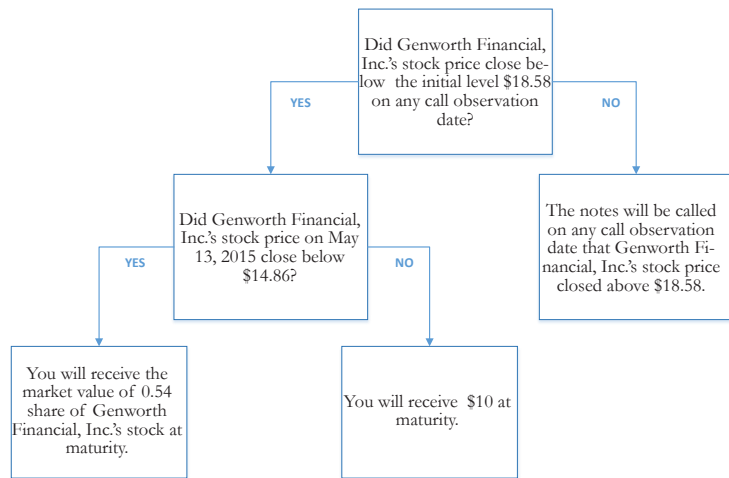 Did Genworth Financial,
Inc.'s stock price close be-
low the initial level $18.58
on any call observation
date?
YES
NO
Did Genworth Financial,
Inc.'s stock price on May
13, 2015 close below
$14.86?
The notes will be called
on any call observation
date that Genworth Fi-
nancial, Inc.'s stock price
closed above $18.58.
YES
NO
You will receive the
market value of 0.54
share of Genworth
Financial, Inc.'s stock at
maturity.
You will receive $10 at
maturity.